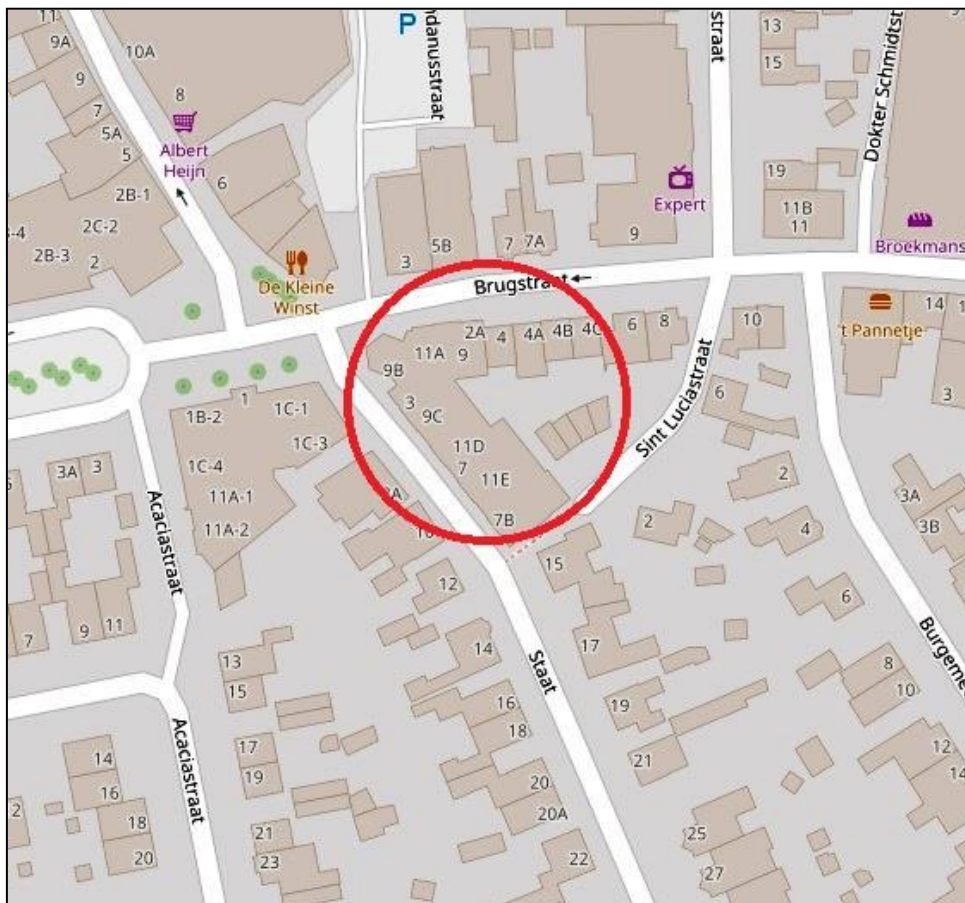 11
9A
9
7
5A
5
10A
8
Albert
Heijn
6
2B-1
2C-2
2B-3
2
P
ndanusstraat
straat
13
15
Dokter Schmidtst
19
11B
11
Expert
9
Broekmans
3
5B
7
7A
De Kleine
Winst
Brugstraat
't Pannetje
14
3
10
2A
4
4A
4B
4C
6
8
11A
9
9B
3
9C
11D
7
11E
7B
Sint Luciastraat
6
2
2
4
6
1
1B-2
1C-1
1C-3
1C-4
11A-1
11A-2
3A
3
7
9
11
Acaciastraat
12
15
14
17
Staat
16
18
19
21
20
20A
22
25
27
3A
3B
8
10
12
14
Burgeme
13
15
17
19
21
23
14
16
18
20
2
Acaciastraat